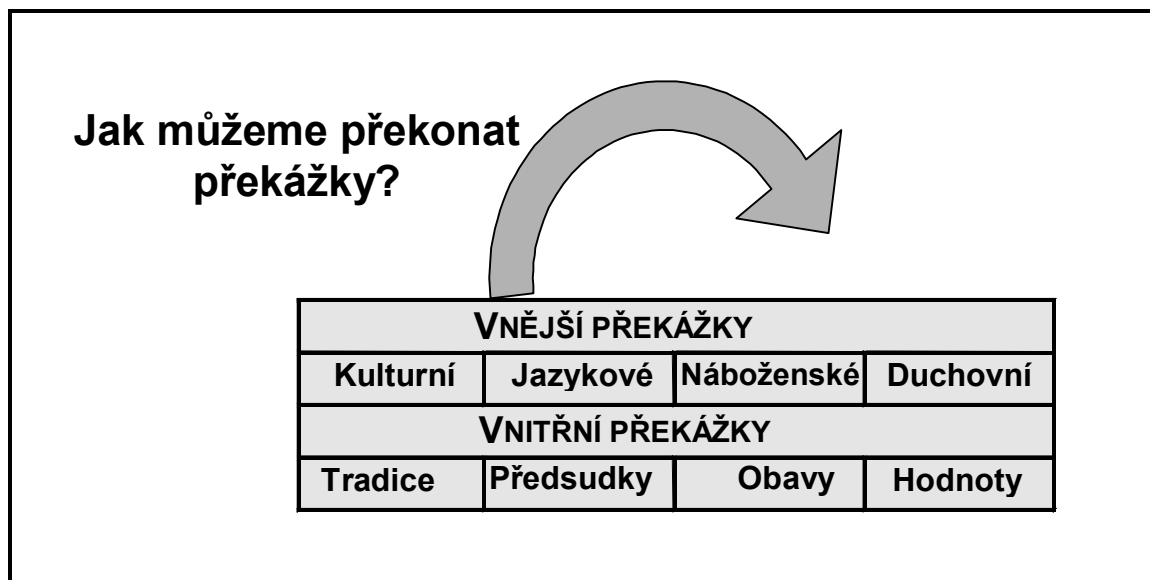 Jak můžeme překonat
překážky?
VNĚJŠÍ PŘEKÁŽKY
Kulturní Jazykové Náboženské Duchovní
VNITŘNÍ PŘEKÁŽKY
Tradice Předsudky Obavy Hodnoty